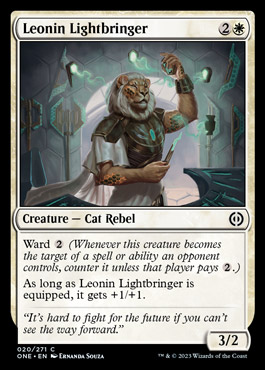 Leonin Lightbringer 2
Creature — Cat Rebel
Ward 2 (Whenever this creature becomes
the target of a spell or ability an opponent
controls, counter it unless that player pays 2.)
As long as Leonin Lightbringer is
equipped, it gets +1/+1.
"It's hard to fight for the future if you can't
see the way forward."
3/2
020/271 C
ONE • EN Ernanda Souza
™ & © 2023 Wizards of the Coast